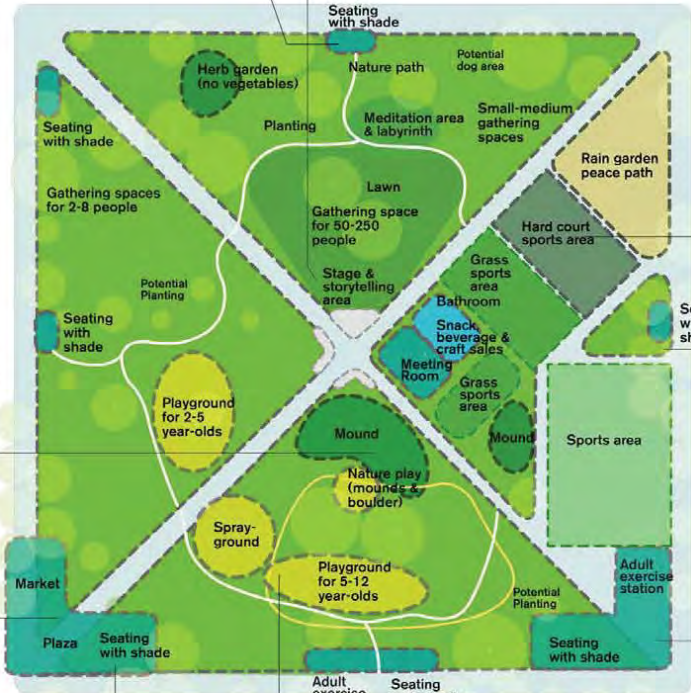 Seating
with shade
Herb garden
(no vegetables)
Nature path
Potential
dog area
Seating
with shade
Planting
Meditation area
& labyrinth
Small-medium
gathering
spaces
Rain garden
peace path
Gathering spaces
for 2-8 people
Lawn
Gathering space
for 50-250
people
Hard court
sports area
Potential
Planting
Stage &
storytelling
area
Grass
sports
area
Bathroom
Seating
with
shade
Snack,
beverage &
craft sales
Meeting
Room
Grass
sports
area
Playground
for 2-5
year-olds
Mound
Mound
Sports area
Nature play
(mounds &
boulder)
Spray-
ground
Playground
for 5-12
year-olds
Potential
Planting
Market
Adult
exercise
station
Plaza
Seating
with shade
Seating
with shade
Adult
exercise
Seating